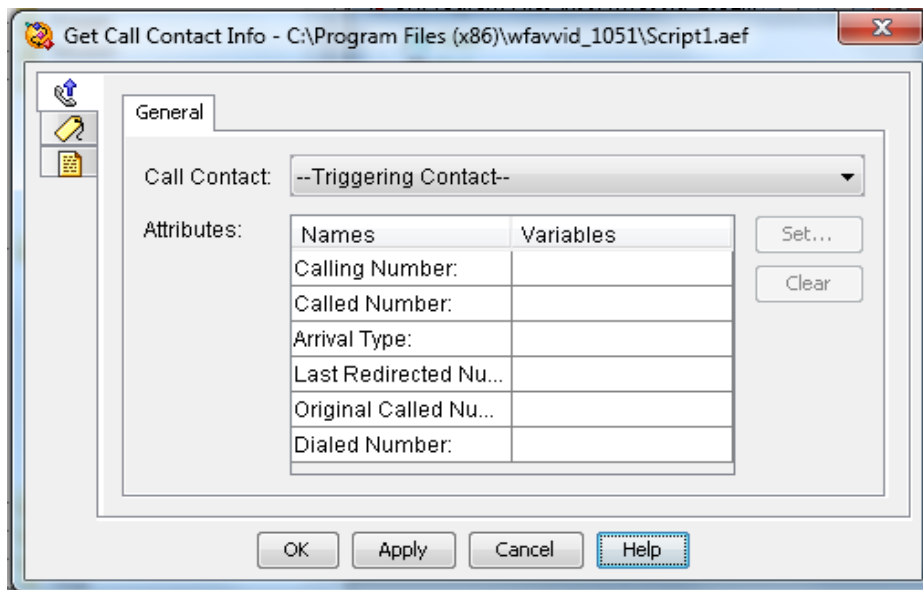 Get Call Contact Info - C:\Program Files (x86)\wfavvid_1051\Script1.aef
General
Call Contact: --Triggering Contact--
Attributes:
Names Variables
Set...
Calling Number:
Clear
Called Number:
Arrival Type:
Last Redirected Nu...
Original Called Nu...
Dialed Number:
OK Apply Cancel Help